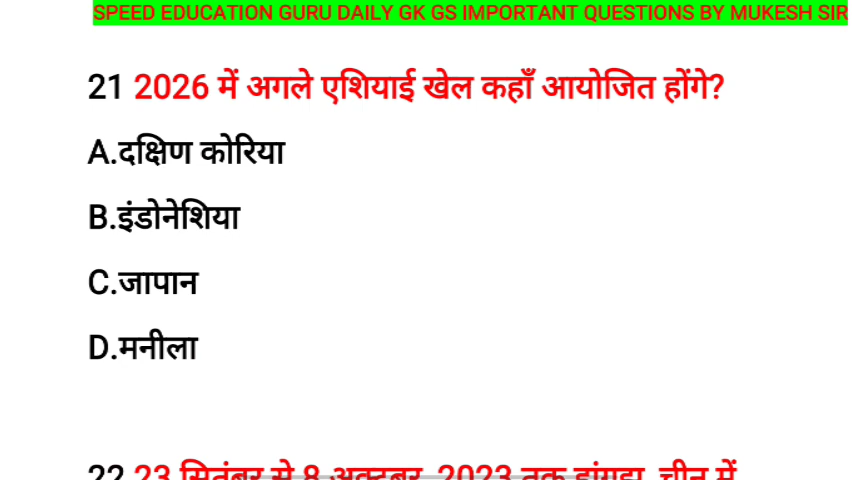 SPEED EDUCATION GURU DAILY GK GS IMPORTANT QUESTIONS BY MUKESH SIR
21 2026 में अगले एशियाई खेल कहाँ आयोजित होंगे?
A.दक्षिण कोरिया
B.इंडोनेशिया
C.जापान
D.मनीला
22 23 सितंबर से 8 अक्टूबर, 2023 तक हांगझू, चीन में